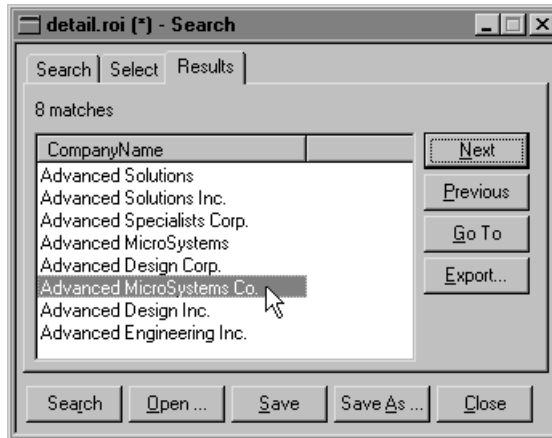 detail.roi (*) - Search
Search Select Results
8 matches
CompanyName
Advanced Solutions
Advanced Solutions Inc.
Advanced Specialists Corp.
Advanced MicroSystems
Advanced Design Corp.
Advanced MicroSystems Co.
Advanced Design Inc.
Advanced Engineering Inc.
Next
Previous
Go To
Export...
Search Open ... Save Save As ... Close